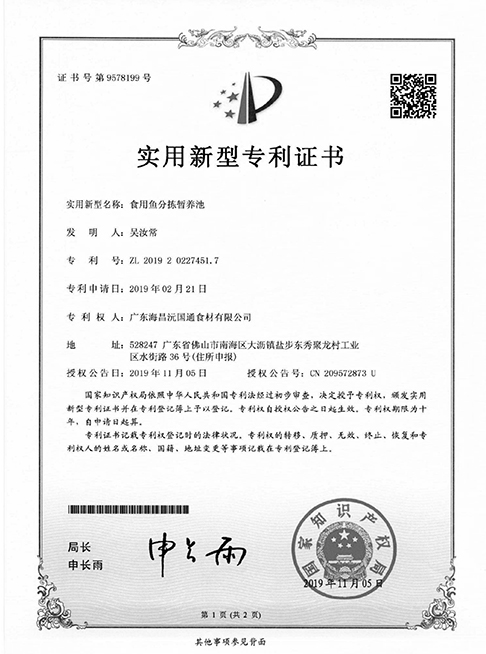 证书号第9578199号
实用新型专利证书
实用新型名称：食用鱼分拣暂养池
发 明 人：吴汝常
专 利 号：ZL 2019 2 0227451.7
专利申请日：2019年02月21日
专 利 权 人：广东海昌沅国通食材有限公司
地 址：528247 广东省佛山市南海区大沥镇盐步东秀聚龙村工业
区水街路36号(住所申报)
授权公告日：2019年11月05日 授权公告号：CN 209572873 U
国家知识产权局依照中华人民共和国专利法经过初步审查，决定授予专利权，颁发实用
新型专利证书并在专利登记簿上予以登记。专利权自授权公告之日起生效。专利权期限为十
年，自申请日起算。
专利证书记载专利权登记时的法律状况。专利权的转移、质押、无效、终止、恢复和专
利权人的姓名或名称、国籍、地址变更等事项记载在专利登记簿上。
局长
申长雨
申长雨
国家知识产权局
2019年11月05日
第1页(共2页)
其他事项参见背面